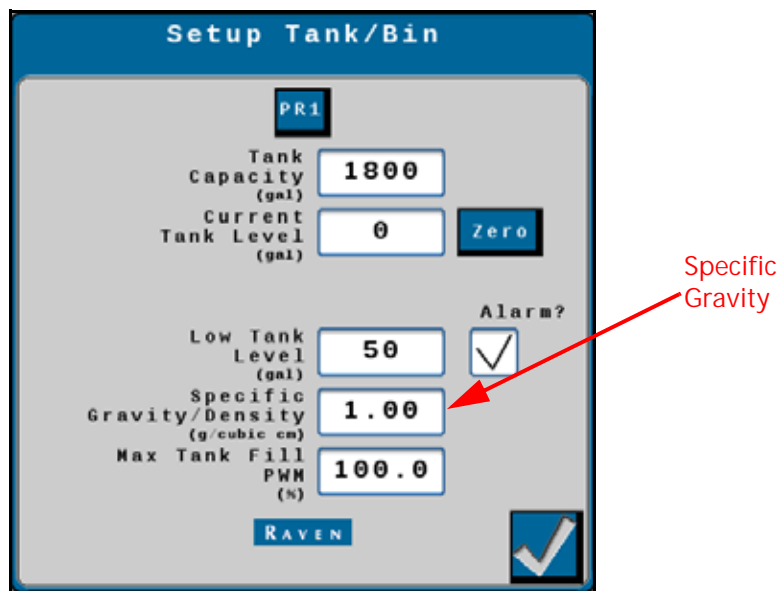 Setup Tank/Bin
PR1
Tank
Capacity
(gal)
1800
Current
Tank Level
(gal)
0
Zero
Specific
Gravity
Alarm?
Low Tank
Level
(gal)
50
Specific
Gravity/Density
(g/cubic cm)
1.00
Max Tank Fill
PWM
(%)
100.0
RAVEN